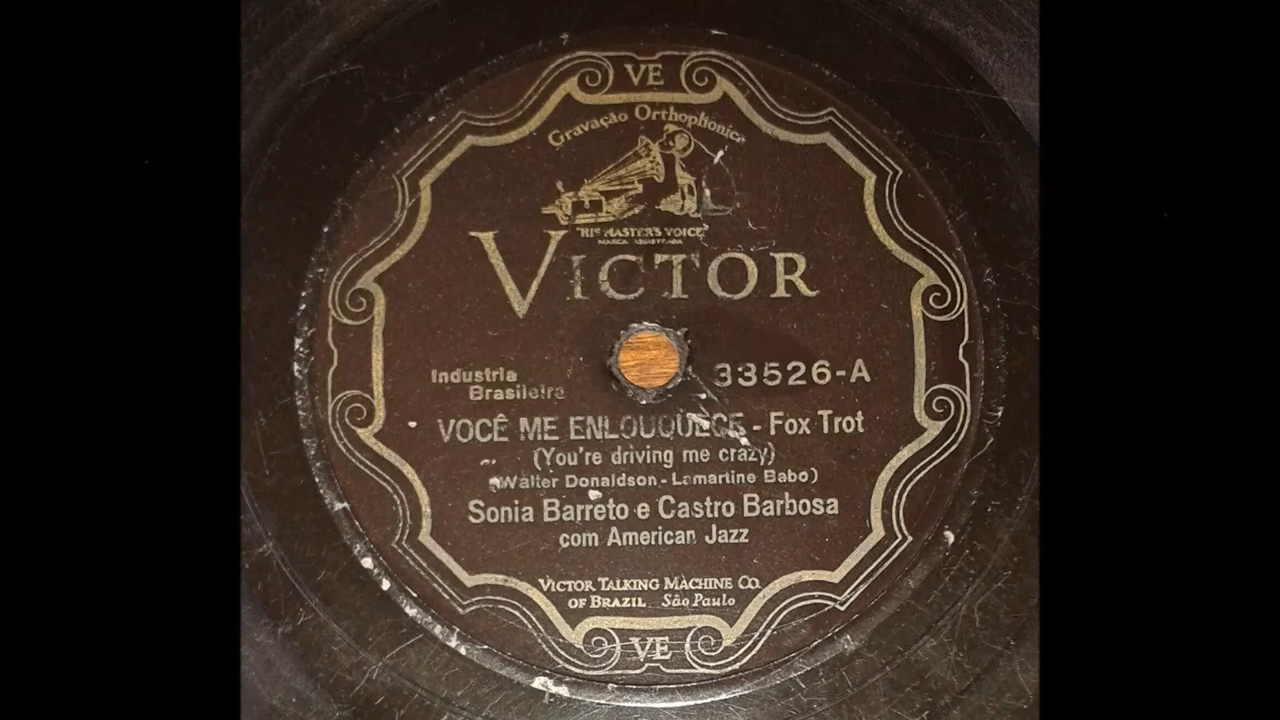 VE
Gravação Orthophonica
"HIS MASTER'S VOICE"
MARCA REGISTRADA
VICTOR
Industria
Brasileira
33526-A
VOCÊ ME ENLOUQUECE - Fox Trot
(You're driving me crazy)
(Walter Donaldson - Lamartine Babo)
Sonia Barreto e Castro Barbosa
com American Jazz
VICTOR TALKING MACHINE CO.
OF BRAZIL São Paulo
VE